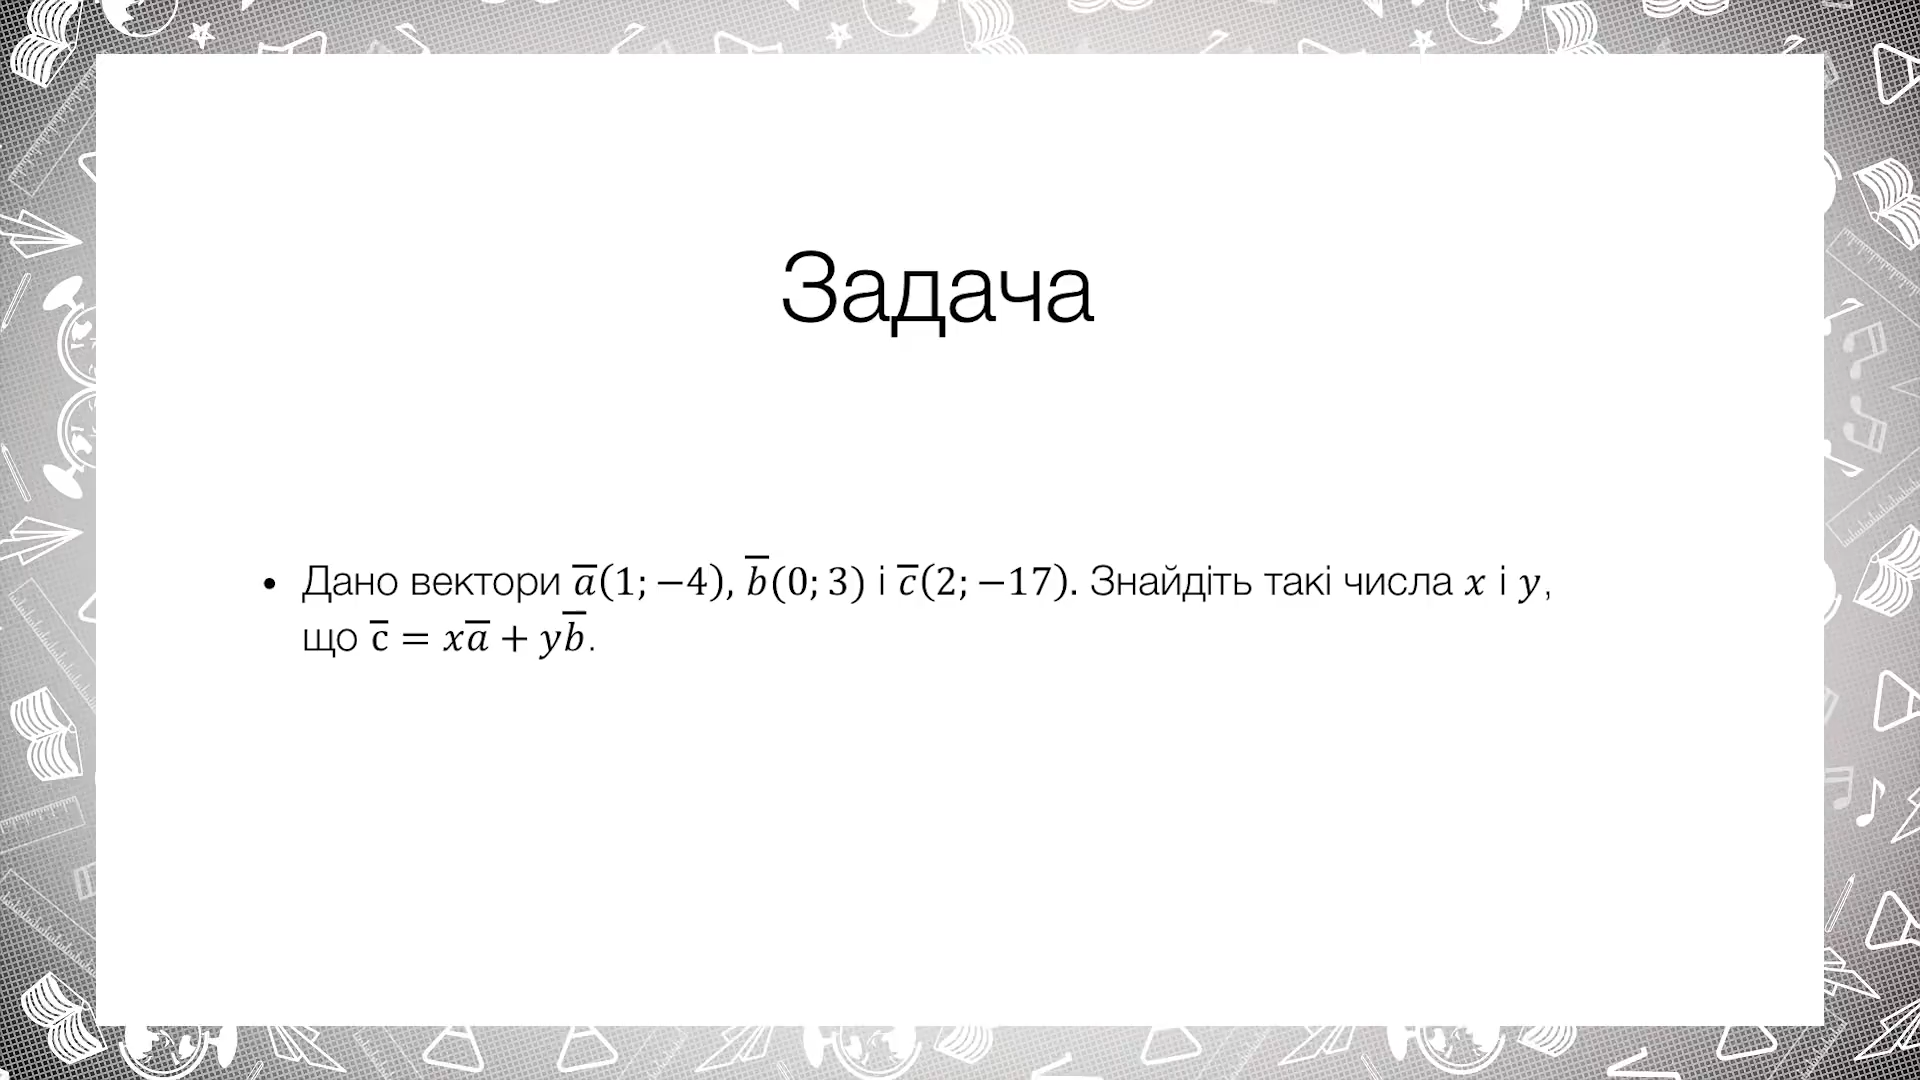 Задача
• Дано вектори a̅(1; −4), b̅(0; 3) і c̅(2; −17). Знайдіть такі числа x і y,
що c̅ = xa̅ + yb̅.